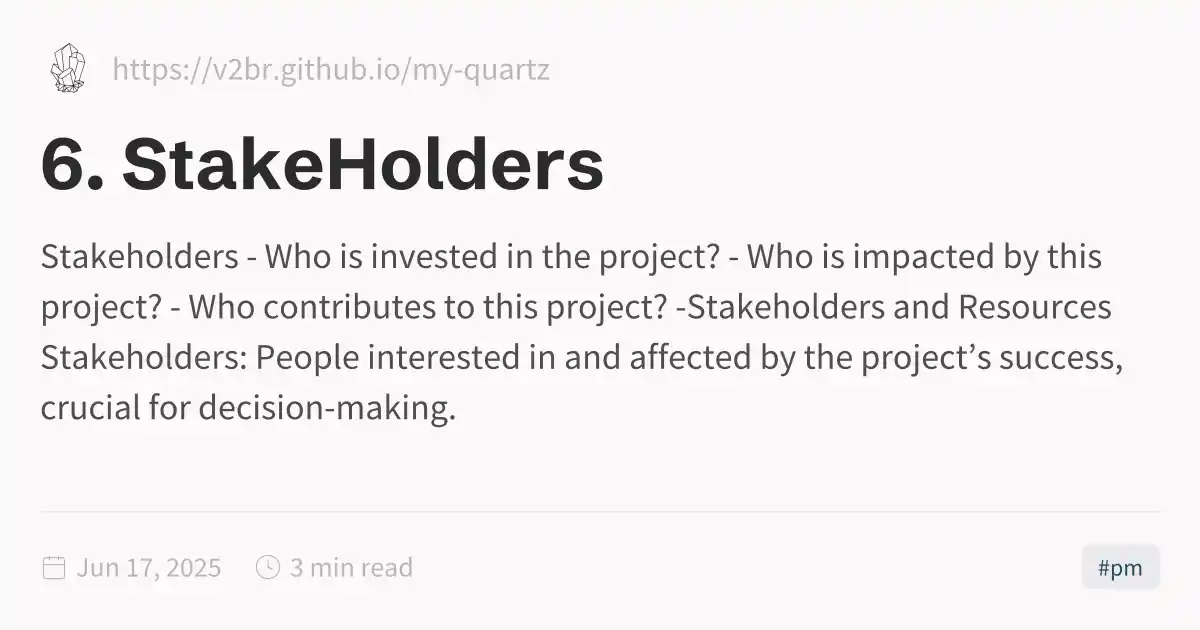 https://v2br.github.io/my-quartz
6. StakeHolders
Stakeholders - Who is invested in the project? - Who is impacted by this
project? - Who contributes to this project? -Stakeholders and Resources
Stakeholders: People interested in and affected by the project’s success,
crucial for decision-making.
Jun 17, 2025 3 min read #pm